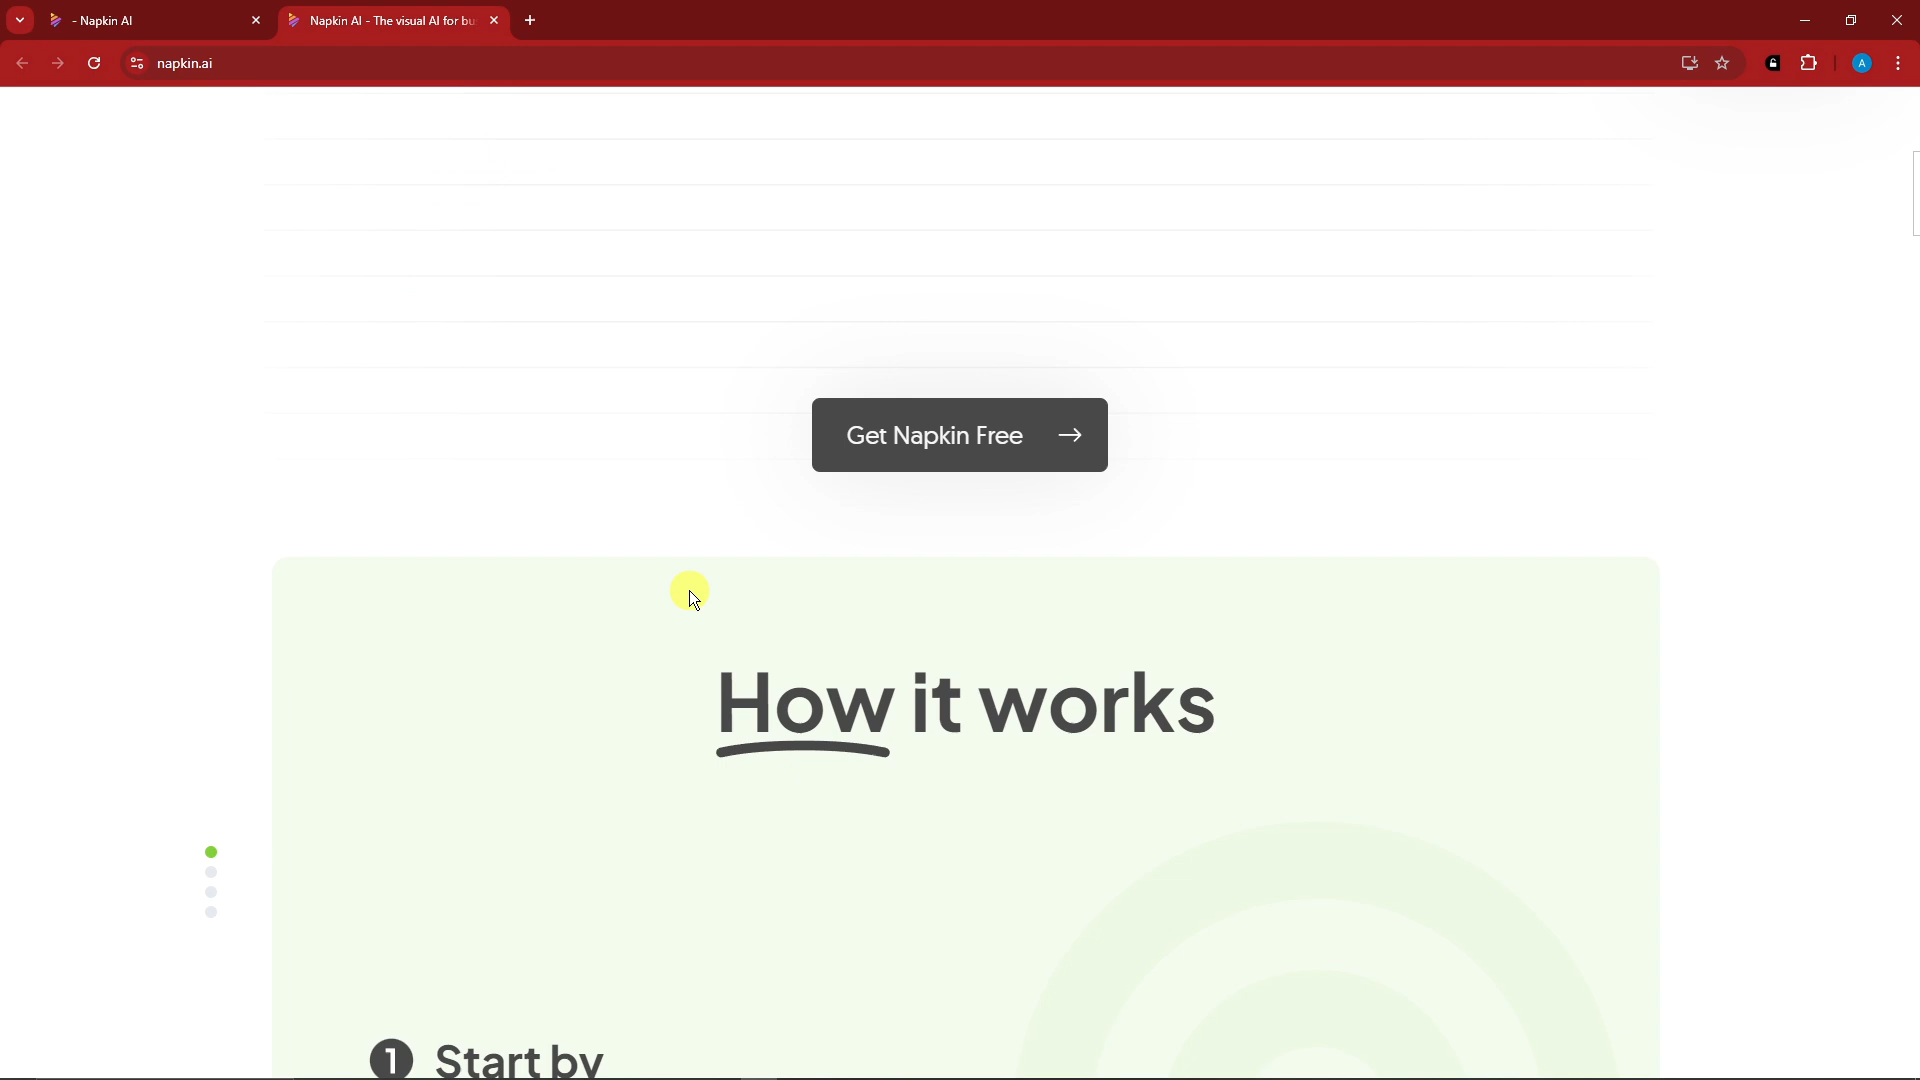 - Napkin AI
Napkin AI - The visual AI for bu
napkin.ai
A
Get Napkin Free
How it works
1 Start by